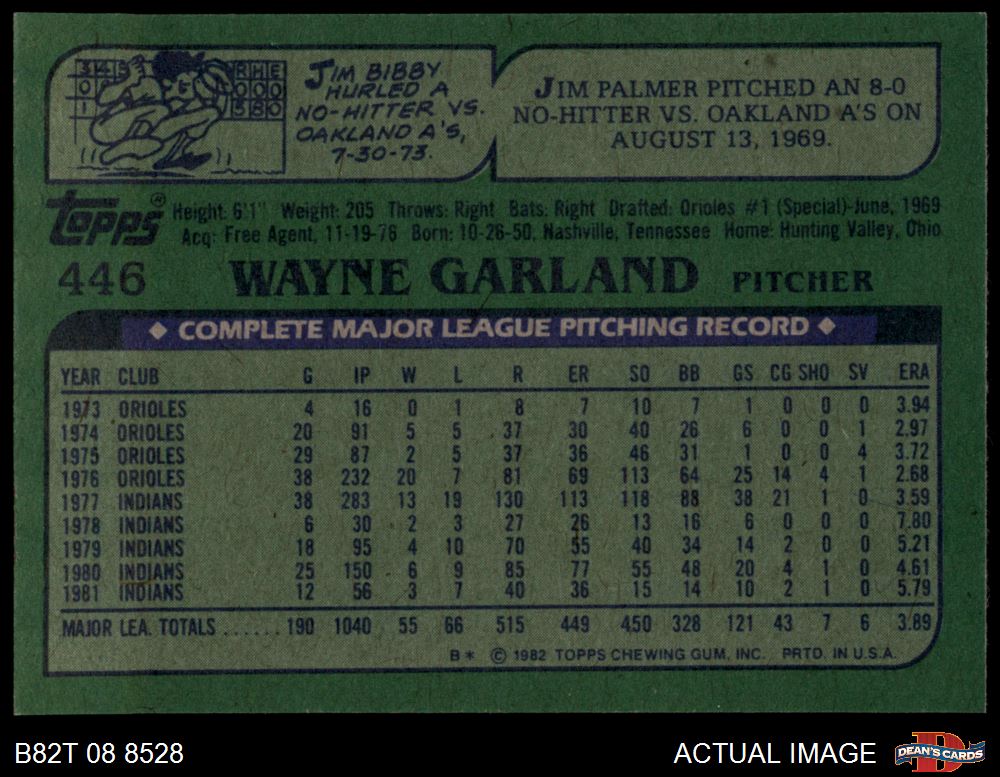 3 4 5 R H E
0 0 0 0
1 3 8 0
JIM BIBBY
HURLED A
NO-HITTER VS.
OAKLAND A'S,
7-30-73.
JIM PALMER PITCHED AN 8-0
NO-HITTER VS. OAKLAND A'S ON
AUGUST 13, 1969.
Topps® Height: 6'1" Weight: 205 Throws: Right Bats: Right Drafted: Orioles #1 (Special)-June, 1969
Acq: Free Agent, 11-19-76 Born: 10-26-50, Nashville, Tennessee Home: Hunting Valley, Ohio
446 WAYNE GARLAND PITCHER
◆ COMPLETE MAJOR LEAGUE PITCHING RECORD ◆
YEAR CLUB G IP W L R ER SO BB GS CG SHO SV ERA
1973 ORIOLES 4 16 0 1 8 7 10 7 1 0 0 0 3.94
1974 ORIOLES 20 91 5 5 37 30 40 26 6 0 0 1 2.97
1975 ORIOLES 29 87 2 5 37 36 46 31 1 0 0 4 3.72
1976 ORIOLES 38 232 20 7 81 69 113 64 25 14 4 1 2.68
1977 INDIANS 38 283 13 19 130 113 118 88 38 21 1 0 3.59
1978 INDIANS 6 30 2 3 27 26 13 16 6 0 0 0 7.80
1979 INDIANS 18 95 4 10 70 55 40 34 14 2 0 0 5.21
1980 INDIANS 25 150 6 9 85 77 55 48 20 4 1 0 4.61
1981 INDIANS 12 56 3 7 40 36 15 14 10 2 1 0 5.79
MAJOR LEA. TOTALS ...... 190 1040 55 66 515 449 450 328 121 43 7 6 3.89
B* © 1982 TOPPS CHEWING GUM, INC. PRTD. IN U.S.A.
B82T 08 8528 ACTUAL IMAGE DEAN'S CARDS